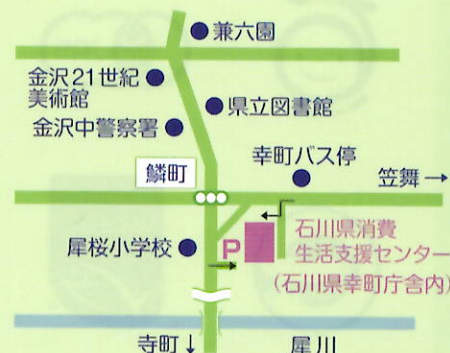 兼六園
金沢21世紀
美術館
県立図書館
金沢中警察署
幸町バス停
鱗町
笠舞→
石川県消費
生活支援センター
犀桜小学校
P
(石川県幸町庁舎内)
寺町↓
犀川